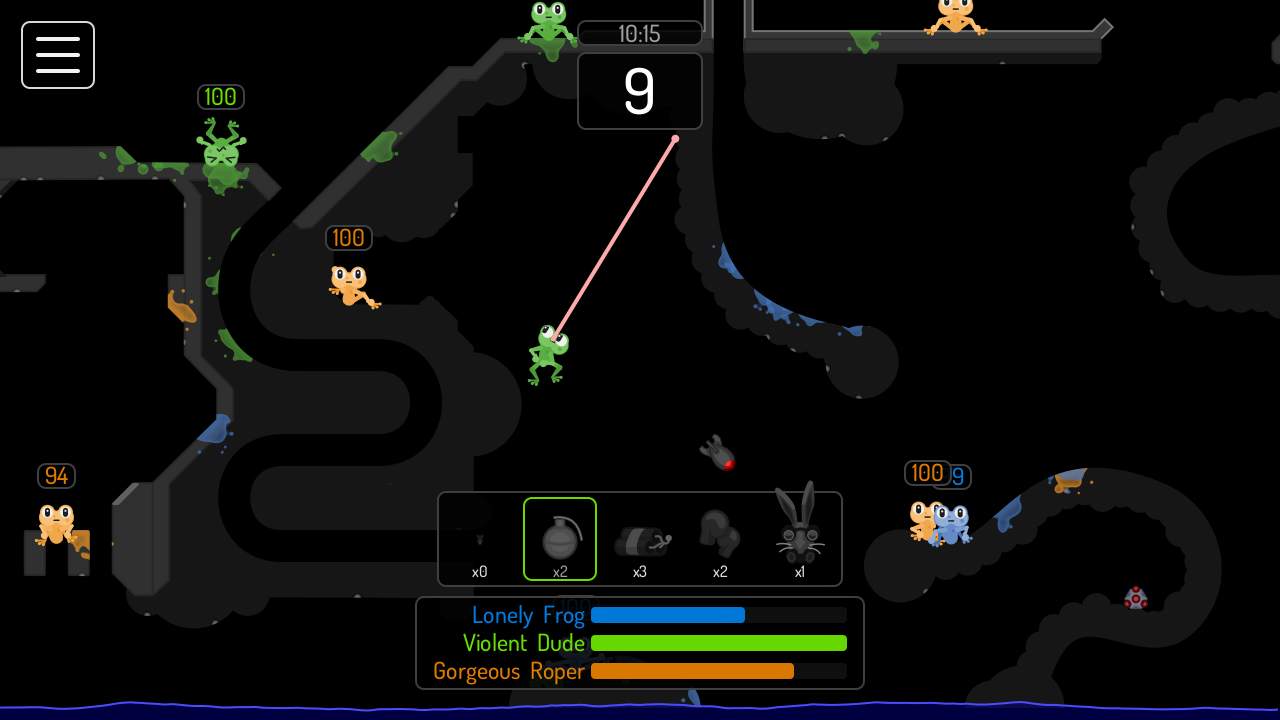 10:15
9
100
100
94
100
9
x0
x2
x3
x2
x1
100
Lonely Frog
Violent Dude
Gorgeous Roper